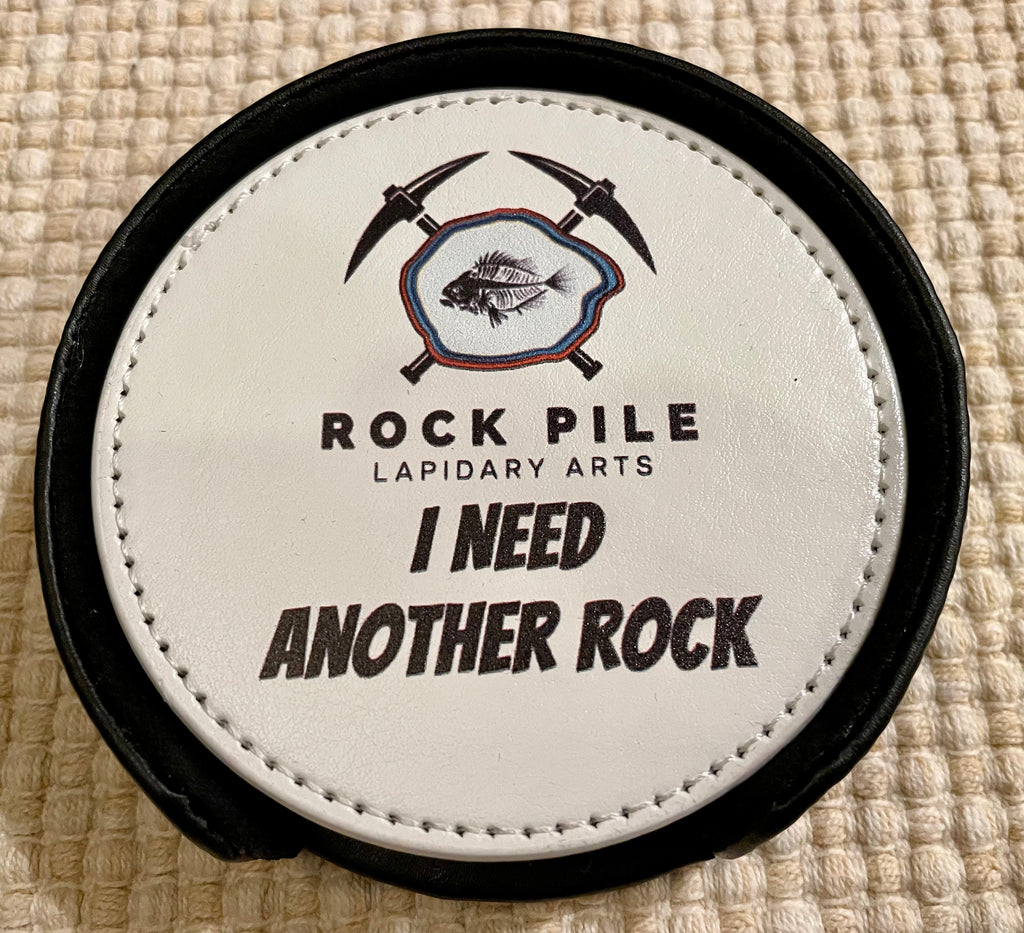 ROCK PILE
LAPIDARY ARTS
I NEED
ANOTHER ROCK